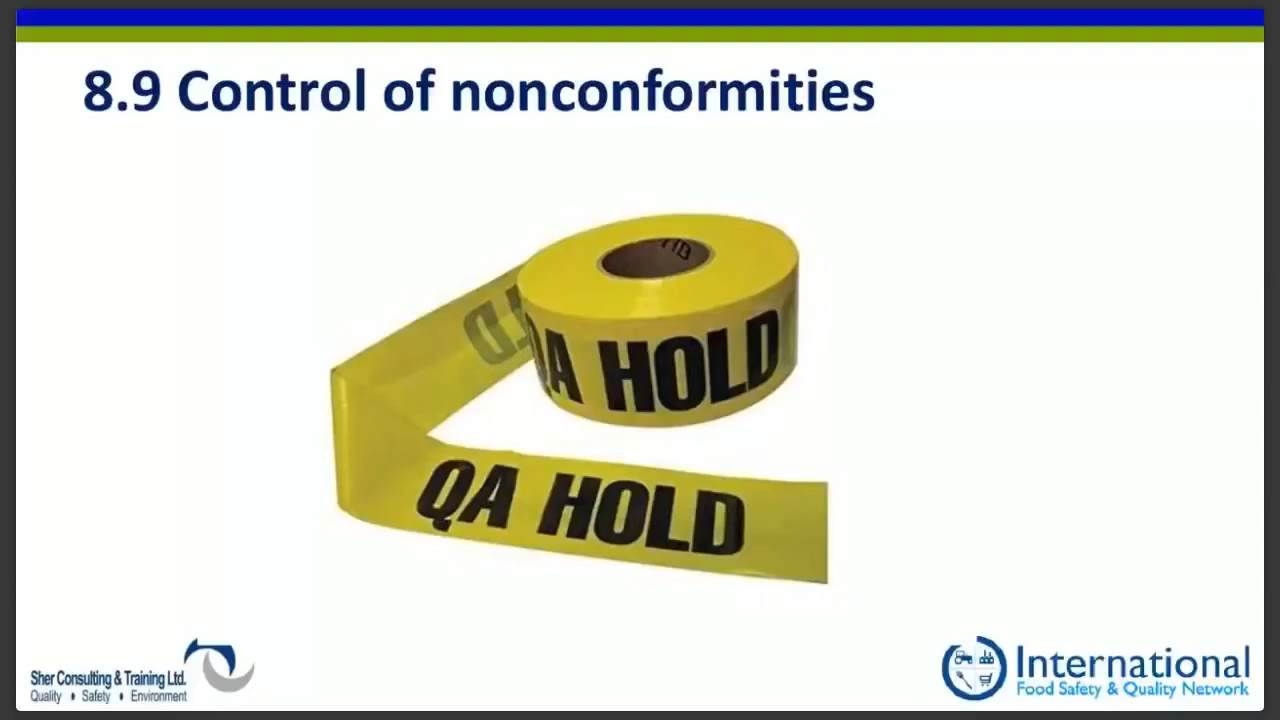 8.9 Control of nonconformities
QA HOLD
QA HOLD
Sher Consulting & Training Ltd.
Quality • Safety • Environment
International
Food Safety & Quality Network